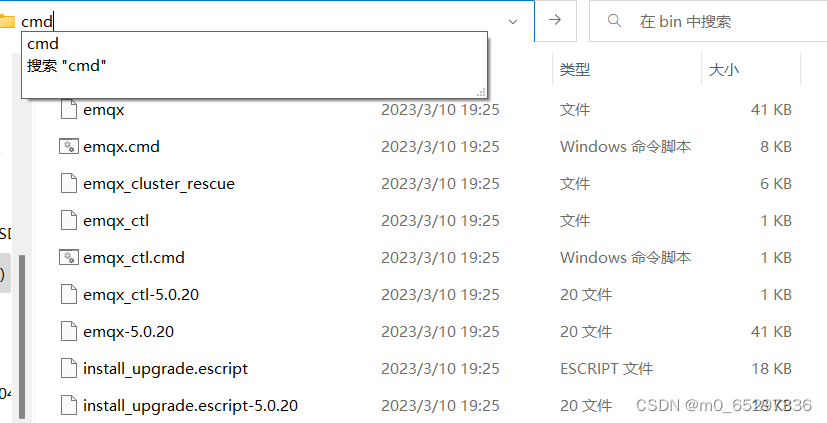 cmd
在 bin 中搜索
cmd
搜索 "cmd"
类型 大小
emqx 2023/3/10 19:25 文件 41 KB
emqx.cmd 2023/3/10 19:25 Windows 命令脚本 8 KB
emqx_cluster_rescue 2023/3/10 19:25 文件 6 KB
emqx_ctl 2023/3/10 19:25 文件 1 KB
emqx_ctl.cmd 2023/3/10 19:25 Windows 命令脚本 1 KB
emqx_ctl-5.0.20 2023/3/10 19:25 20 文件 1 KB
emqx-5.0.20 2023/3/10 19:25 20 文件 41 KB
install_upgrade.escript 2023/3/10 19:25 ESCRIPT 文件 18 KB
install_upgrade.escript-5.0.20 2023/3/10 19:25 20 文件 18 KB